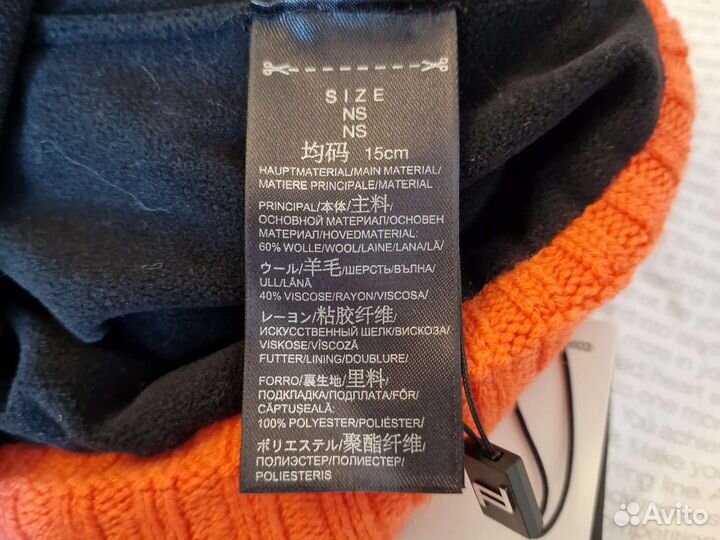 SIZE
NS
NS
均码 15cm
HAUPTMATERIAL/MAIN MATERIAL/
MATIERE PRINCIPALE/MATERIAL
PRINCIPAL/本体/主料/
ОСНОВНОЙ МАТЕРИАЛ/ОСНОВЕН
МАТЕРИАЛ/HOVEDMATERIAL:
60% WOLLE/WOOL/LAINE/LANA/LÃ/
ウール/羊毛/ШЕРСТЬ/ВЪЛНА/
ULL/LÂNĂ
40% VISCOSE/RAYON/VISCOSA/
レーヨン/粘胶纤维/
ИСКУССТВЕННЫЙ ШЕЛК/ВИСКОЗА/
VISKOSE/VÎSCOZĂ
FUTTER/LINING/DOUBLURE/
FORRO/裏生地/里料/
ПОДКЛАДКА/ПОДПЛАТА/FÔR/
CĂPTUȘEALĂ:
100% POLYESTER/POLIÉSTER/
ポリエステル/聚酯纤维/
ПОЛИЭСТЕР/ПОЛИЕСТЕР/
POLIESTERIS
Avito